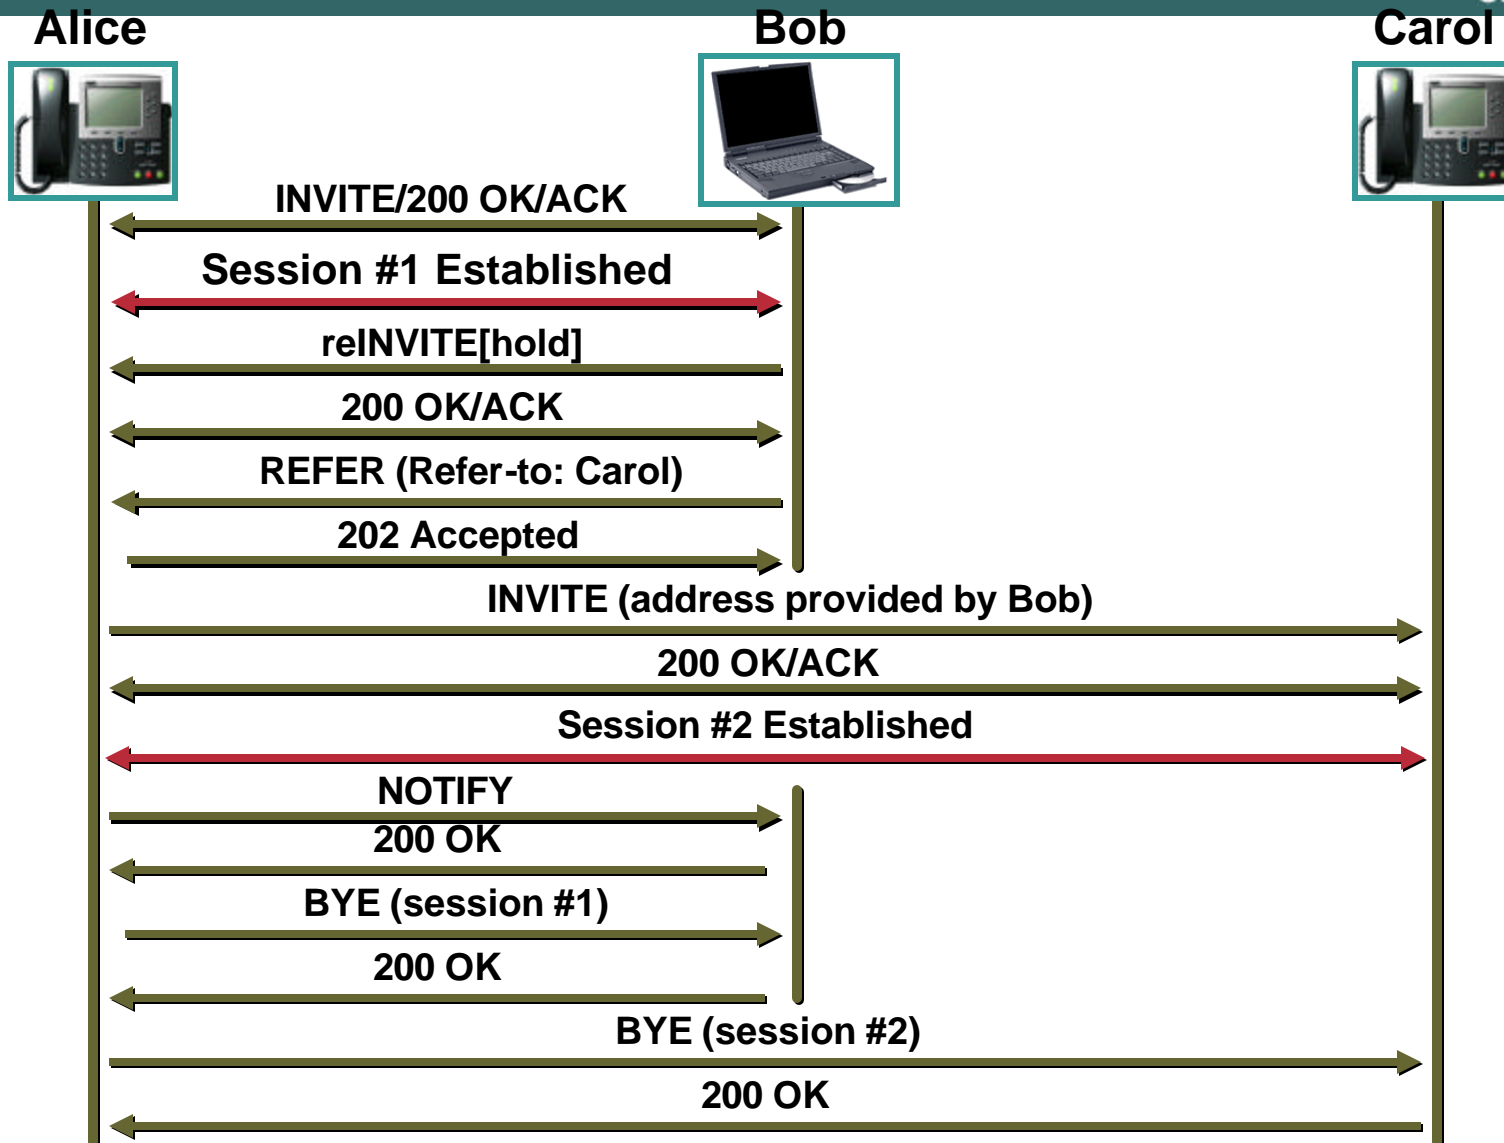 Alice Bob Carol
INVITE/200 OK/ACK
Session #1 Established
reINVITE[hold]
200 OK/ACK
REFER (Refer-to: Carol)
202 Accepted
INVITE (address provided by Bob)
200 OK/ACK
Session #2 Established
NOTIFY
200 OK
BYE (session #1)
200 OK
BYE (session #2)
200 OK